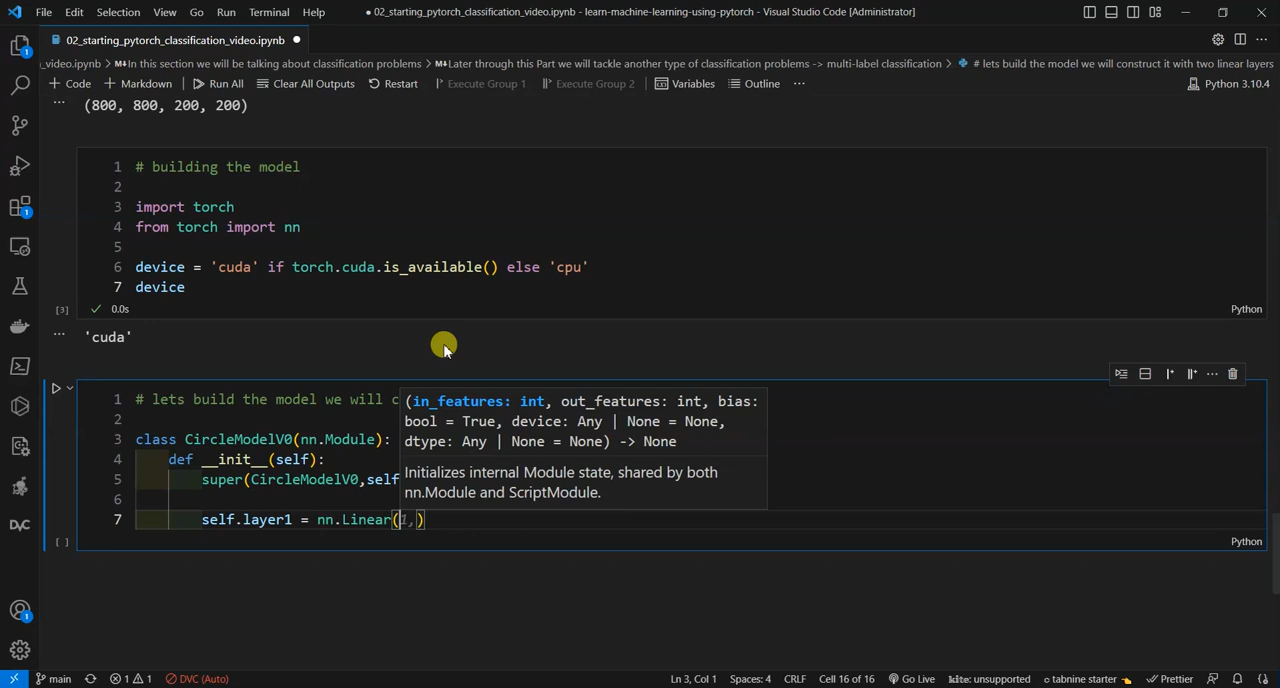 File Edit Selection View Go Run Terminal Help ● 02_starting_pytorch_classification_video.ipynb - learn-machine-learning-using-pytorch - Visual Studio Code [Administrator]
02_starting_pytorch_classification_video.ipynb ●
_video.ipynb > M↓In this section we will be talking about classification problems > M↓Later through this Part we will tackle another type of classification problems -> multi-label classification > # lets build the model we will construct it with two linear layers
+ Code + Markdown Run All Clear All Outputs Restart Execute Group 1 Execute Group 2 Variables Outline ... Python 3.10.4
... (800, 800, 200, 200)
1 # building the model
2
3 import torch
4 from torch import nn
5
6 device = 'cuda' if torch.cuda.is_available() else 'cpu'
7 device
[3] ✓ 0.0s Python
... 'cuda'
1 # lets build the model we will c
2
3 class CircleModelV0(nn.Module):
4 def __init__(self):
5 super(CircleModelV0,self
6
7 self.layer1 = nn.Linear(1,)
(in_features: int, out_features: int, bias:
bool = True, device: Any | None = None,
dtype: Any | None = None) -> None
Initializes internal Module state, shared by both
nn.Module and ScriptModule.
[ ] Python
1
1
DVC
1
main 1 1 DVC (Auto) Ln 3, Col 1 Spaces: 4 CRLF Cell 16 of 16 Go Live kite: unsupported tabnine starter Prettier